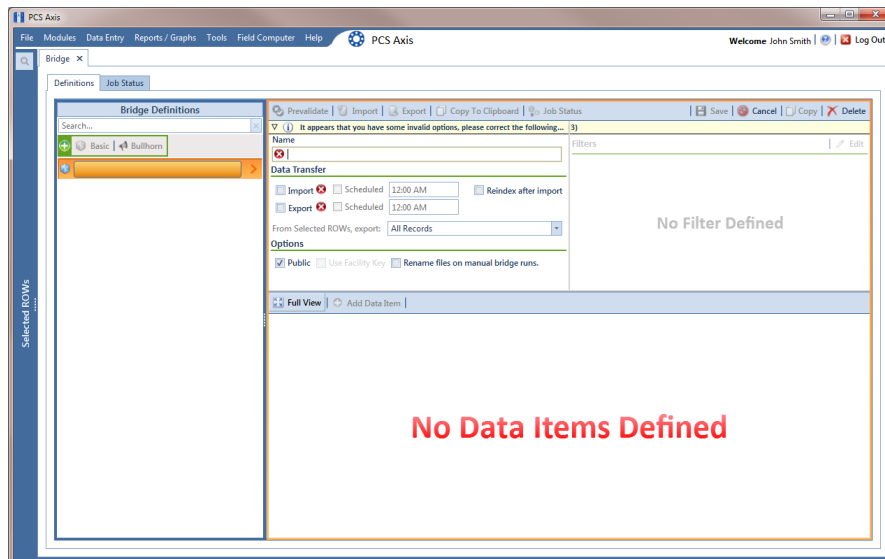 PCS Axis
File Modules Data Entry Reports / Graphs Tools Field Computer Help PCS Axis Welcome John Smith Log Out
Bridge
Definitions Job Status
Bridge Definitions
Search...
Basic Bullhorn
Prevalidate Import Export Copy To Clipboard Job Status Save Cancel Copy Delete
It appears that you have some invalid options, please correct the following... 3)
Name
Filters Edit
Data Transfer
Import Scheduled 12:00 AM Reindex after import
Export Scheduled 12:00 AM
From Selected ROWs, export: All Records
No Filter Defined
Options
Public Use Facility Key Rename files on manual bridge runs.
Full View Add Data Item
No Data Items Defined
Selected ROWs